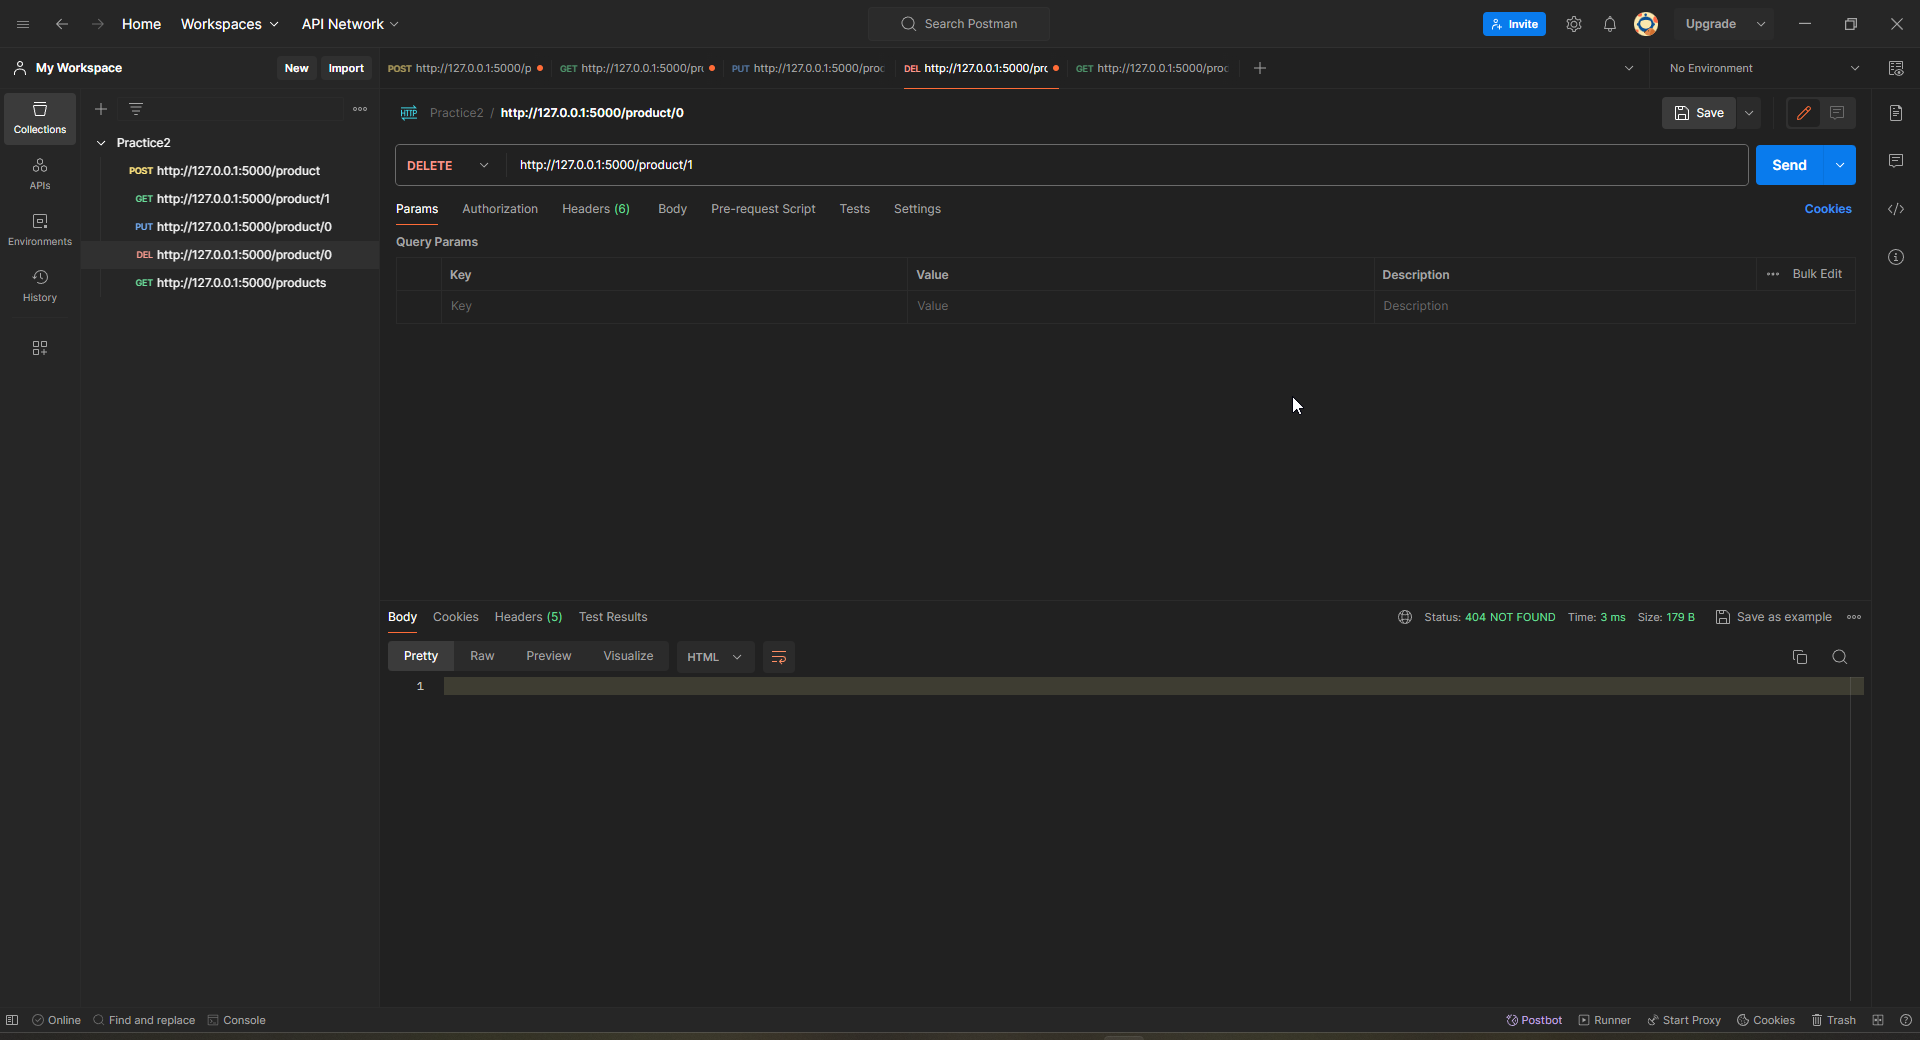 Home Workspaces API Network Search Postman Invite Upgrade
My Workspace New Import POST http://127.0.0.1:5000/p GET http://127.0.0.1:5000/pr PUT http://127.0.0.1:5000/proc DEL http://127.0.0.1:5000/pro GET http://127.0.0.1:5000/proc No Environment
Collections
APIs
Environments
History
Practice2
POST http://127.0.0.1:5000/product
GET http://127.0.0.1:5000/product/1
PUT http://127.0.0.1:5000/product/0
DEL http://127.0.0.1:5000/product/0
GET http://127.0.0.1:5000/products
HTTP Practice2 / http://127.0.0.1:5000/product/0 Save
DELETE http://127.0.0.1:5000/product/1 Send
Params Authorization Headers (6) Body Pre-request Script Tests Settings Cookies
Query Params
Key Value Description Bulk Edit
Key Value Description
Body Cookies Headers (5) Test Results Status: 404 NOT FOUND Time: 3 ms Size: 179 B Save as example
Pretty Raw Preview Visualize HTML
1
Online Find and replace Console Postbot Runner Start Proxy Cookies Trash